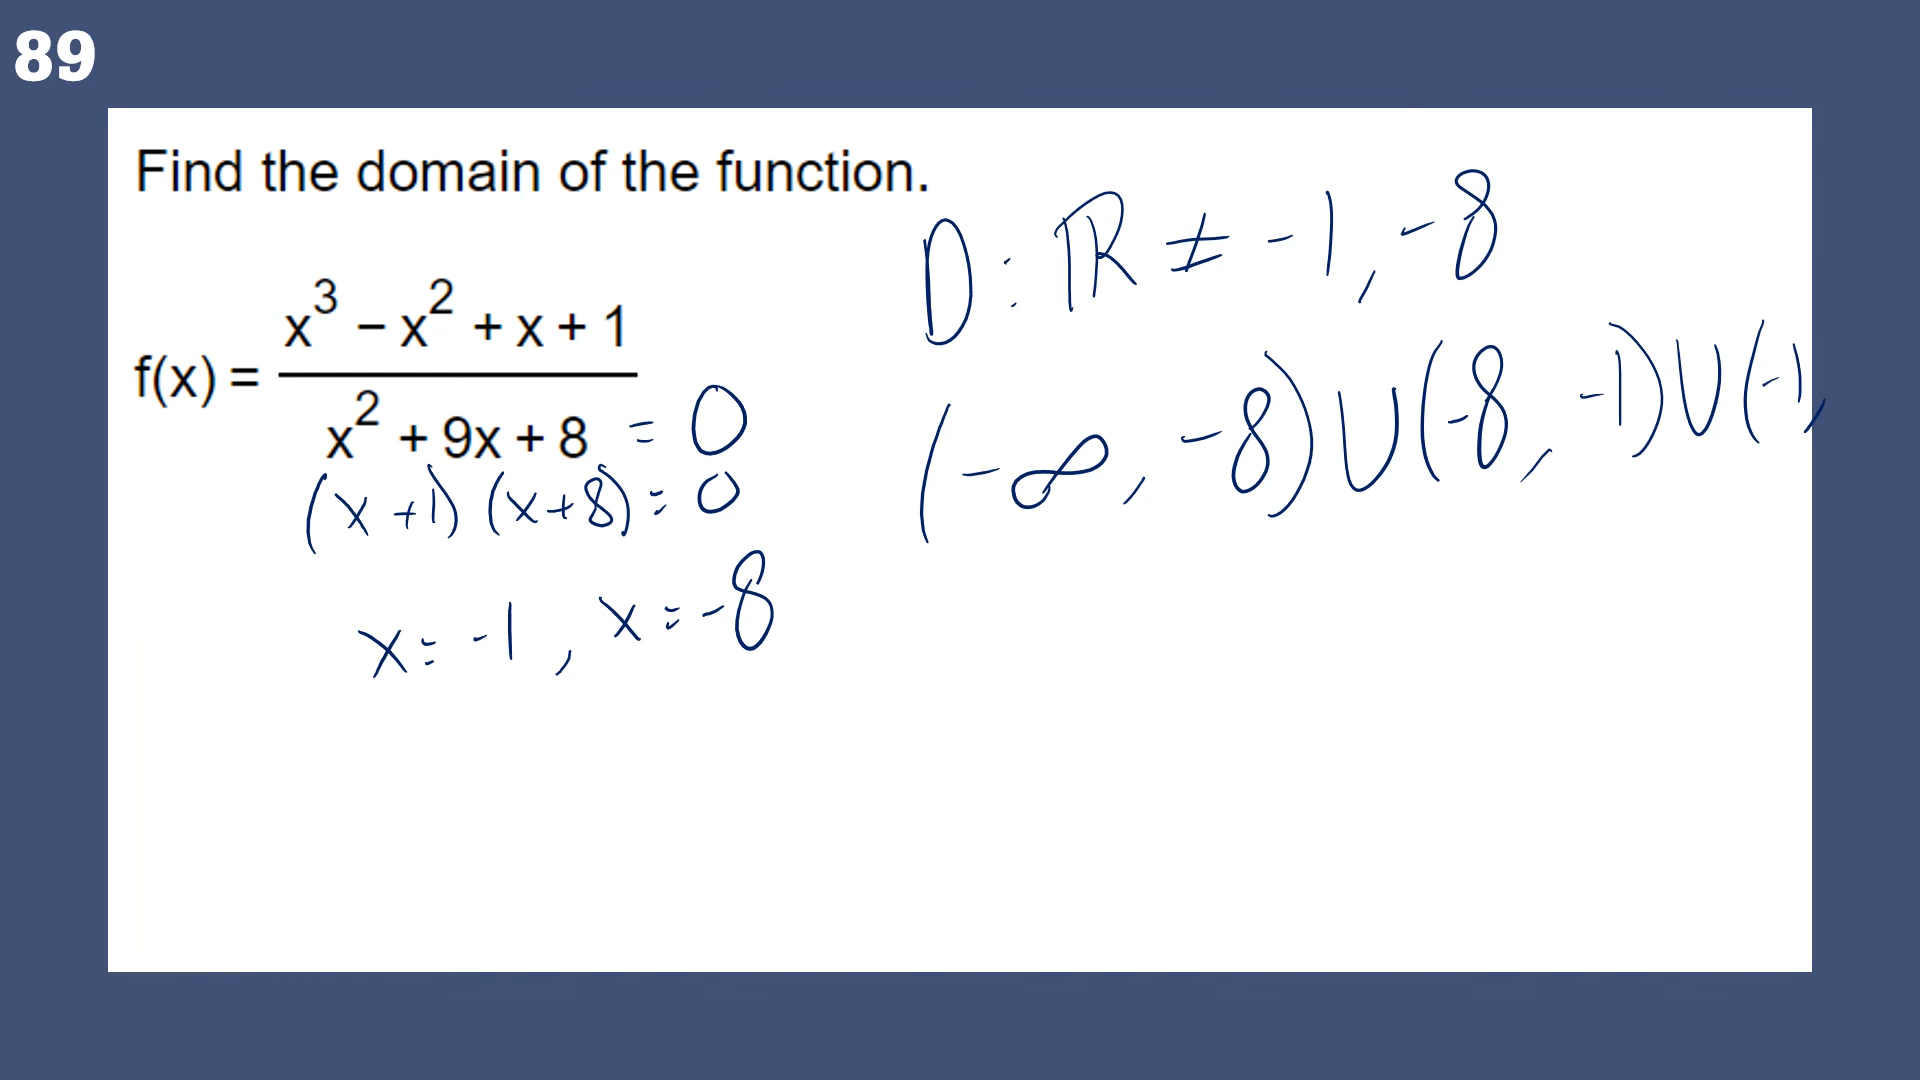 89
Find the domain of the function.
f(x) = (x³ − x² + x + 1)/(x² + 9x + 8) = 0
(x+1)(x+8) = 0
x = -1, x = -8
D: ℝ ≠ -1, -8
(-∞, -8) ∪ (-8, -1) ∪ (-1,